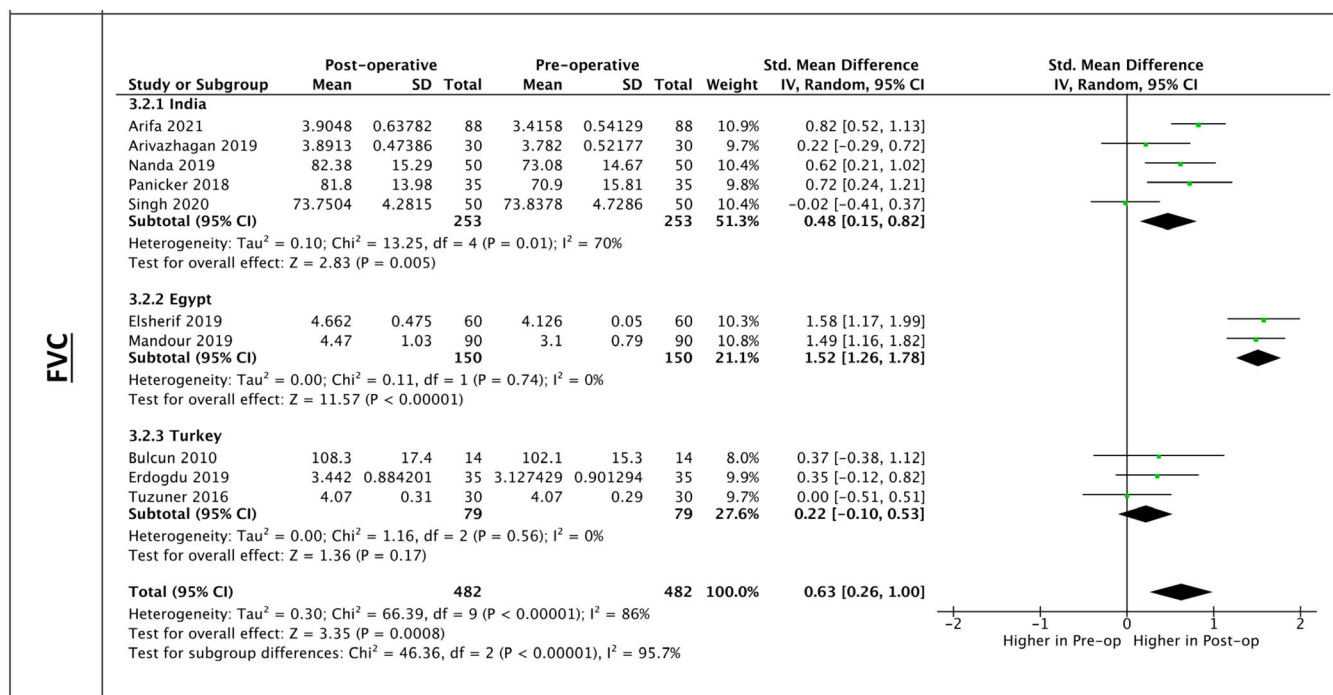 FVC
Post-operative Pre-operative Std. Mean Difference Std. Mean Difference
Study or Subgroup Mean SD Total Mean SD Total Weight IV, Random, 95% CI IV, Random, 95% CI
3.2.1 India
Arifa 2021 3.9048 0.63782 88 3.4158 0.54129 88 10.9% 0.82 [0.52, 1.13]
Arivazhagan 2019 3.8913 0.47386 30 3.782 0.52177 30 9.7% 0.22 [-0.29, 0.72]
Nanda 2019 82.38 15.29 50 73.08 14.67 50 10.4% 0.62 [0.21, 1.02]
Panicker 2018 81.8 13.98 35 70.9 15.81 35 9.8% 0.72 [0.24, 1.21]
Singh 2020 73.7504 4.2815 50 73.8378 4.7286 50 10.4% -0.02 [-0.41, 0.37]
Subtotal (95% CI) 253 253 51.3% 0.48 [0.15, 0.82]
Heterogeneity: Tau² = 0.10; Chi² = 13.25, df = 4 (P = 0.01); I² = 70%
Test for overall effect: Z = 2.83 (P = 0.005)
3.2.2 Egypt
Elsherif 2019 4.662 0.475 60 4.126 0.05 60 10.3% 1.58 [1.17, 1.99]
Mandour 2019 4.47 1.03 90 3.1 0.79 90 10.8% 1.49 [1.16, 1.82]
Subtotal (95% CI) 150 150 21.1% 1.52 [1.26, 1.78]
Heterogeneity: Tau² = 0.00; Chi² = 0.11, df = 1 (P = 0.74); I² = 0%
Test for overall effect: Z = 11.57 (P < 0.00001)
3.2.3 Turkey
Bulcun 2010 108.3 17.4 14 102.1 15.3 14 8.0% 0.37 [-0.38, 1.12]
Erdogdu 2019 3.442 0.884201 35 3.127429 0.901294 35 9.9% 0.35 [-0.12, 0.82]
Tuzuner 2016 4.07 0.31 30 4.07 0.29 30 9.7% 0.00 [-0.51, 0.51]
Subtotal (95% CI) 79 79 27.6% 0.22 [-0.10, 0.53]
Heterogeneity: Tau² = 0.00; Chi² = 1.16, df = 2 (P = 0.56); I² = 0%
Test for overall effect: Z = 1.36 (P = 0.17)
Total (95% CI) 482 482 100.0% 0.63 [0.26, 1.00]
Heterogeneity: Tau² = 0.30; Chi² = 66.39, df = 9 (P < 0.00001); I² = 86%
Test for overall effect: Z = 3.35 (P = 0.0008)
Test for subgroup differences: Chi² = 46.36, df = 2 (P < 0.00001), I² = 95.7%
-2 -1 0 1 2
Higher in Pre-op Higher in Post-op